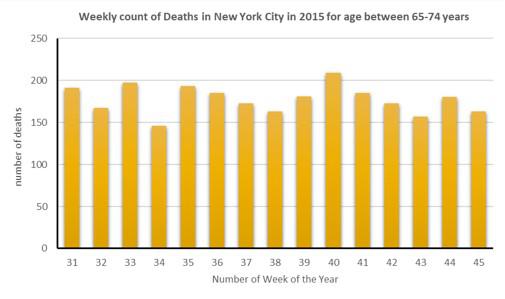 Weekly count of Deaths in New York City in 2015 for age between 65-74 years
250
200
150
100
50
0
number of deaths
31 32 33 34 35 36 37 38 39 40 41 42 43 44 45
Number of Week of the Year